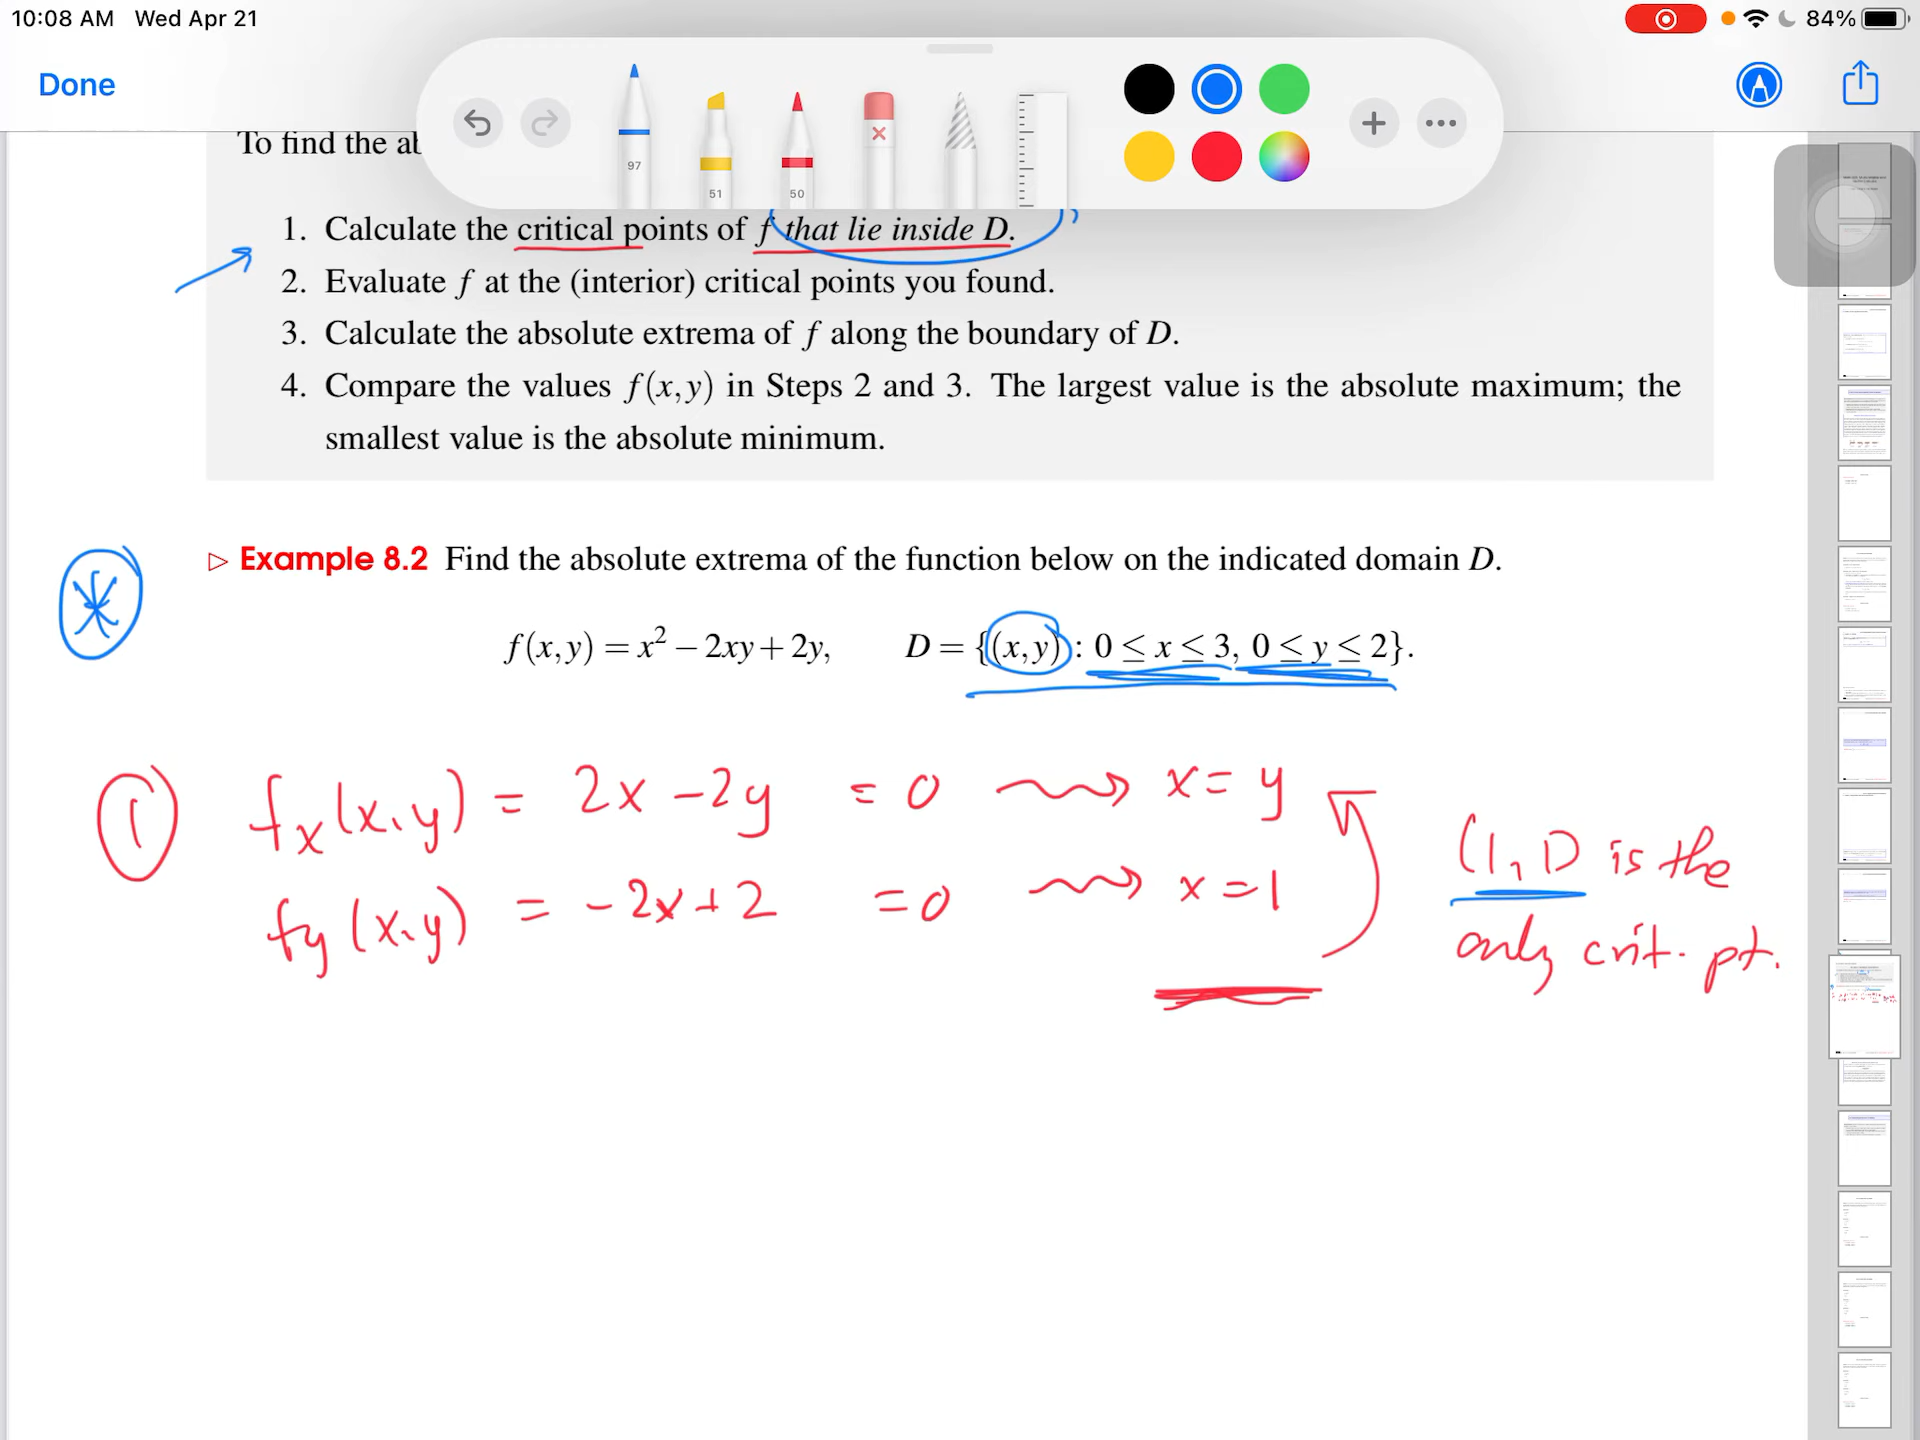 10:08 AM Wed Apr 21
84%
Done
97
51
50
To find the ab
1. Calculate the critical points of f that lie inside D.
2. Evaluate f at the (interior) critical points you found.
3. Calculate the absolute extrema of f along the boundary of D.
4. Compare the values f(x,y) in Steps 2 and 3. The largest value is the absolute maximum; the
smallest value is the absolute minimum.
▷ Example 8.2 Find the absolute extrema of the function below on the indicated domain D.
f(x,y) = x² − 2xy + 2y, D = {(x,y) : 0 ≤ x ≤ 3, 0 ≤ y ≤ 2}.
① fx(x,y) = 2x − 2y = 0 ⇝ x = y
fy(x,y) = −2x + 2 = 0 ⇝ x = 1
(1,1) is the
only crit. pt.